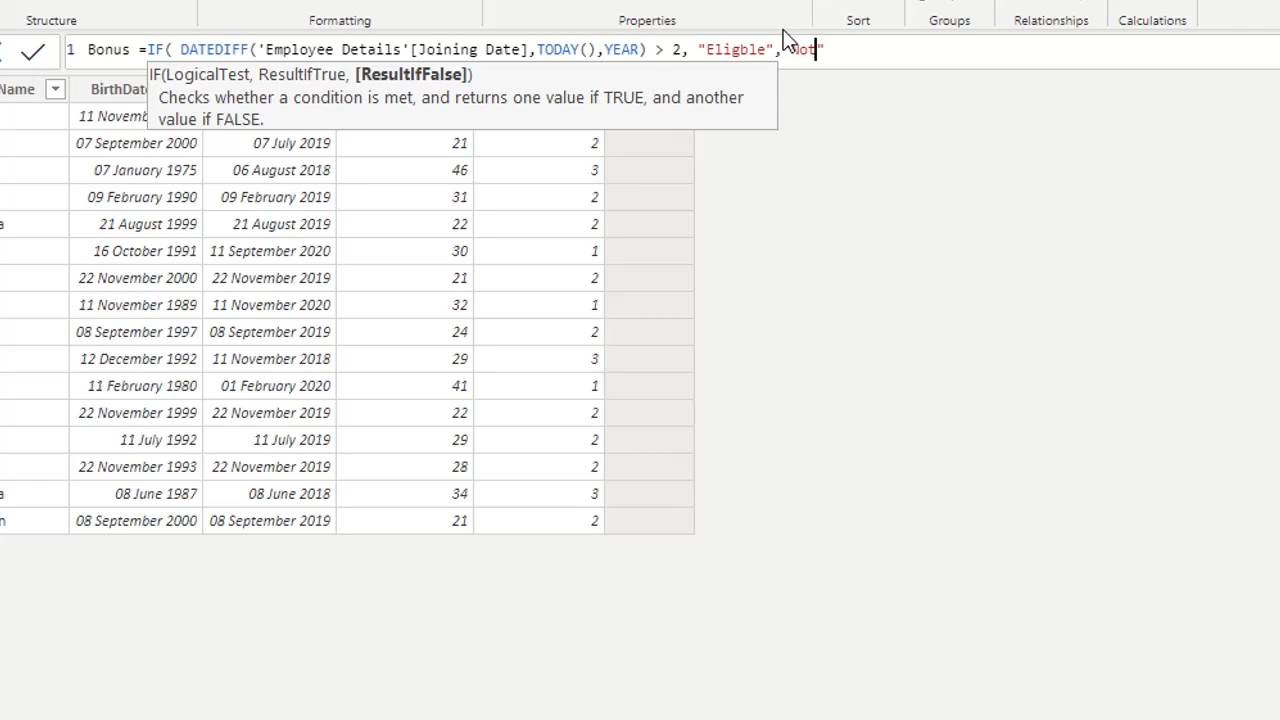 Structure Formatting Properties Sort Groups Relationships Calculations
1 Bonus =IF( DATEDIFF('Employee Details'[Joining Date],TODAY(),YEAR) > 2, "Eligble", "Not"
IF(LogicalTest, ResultIfTrue, [ResultIfFalse])
Checks whether a condition is met, and returns one value if TRUE, and another
value if FALSE.
Name BirthDate
11 Novemb
07 September 2000 07 July 2019 21 2
07 January 1975 06 August 2018 46 3
09 February 1990 09 February 2019 31 2
a 21 August 1999 21 August 2019 22 2
16 October 1991 11 September 2020 30 1
22 November 2000 22 November 2019 21 2
11 November 1989 11 November 2020 32 1
08 September 1997 08 September 2019 24 2
12 December 1992 11 November 2018 29 3
11 February 1980 01 February 2020 41 1
22 November 1999 22 November 2019 22 2
11 July 1992 11 July 2019 29 2
22 November 1993 22 November 2019 28 2
a 08 June 1987 08 June 2018 34 3
n 08 September 2000 08 September 2019 21 2